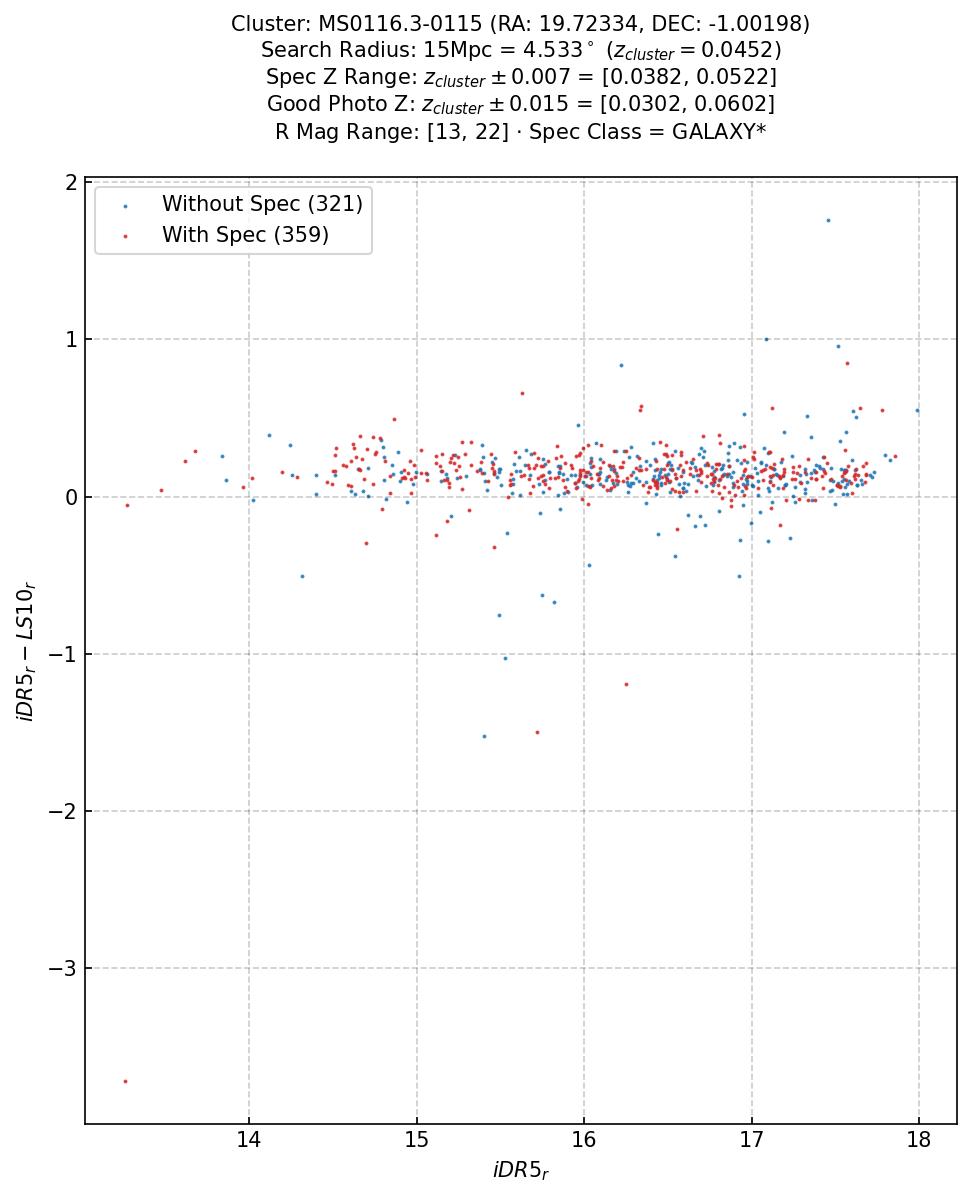 Cluster: MS0116.3-0115 (RA: 19.72334, DEC: -1.00198)
Search Radius: 15Mpc = 4.533° (z_cluster = 0.0452)
Spec Z Range: z_cluster ± 0.007 = [0.0382, 0.0522]
Good Photo Z: z_cluster ± 0.015 = [0.0302, 0.0602]
R Mag Range: [13, 22] · Spec Class = GALAXY*
Without Spec (321)
With Spec (359)
2
1
0
−1
−2
−3
iDR5_r − LS10_r
14 15 16 17 18
iDR5_r